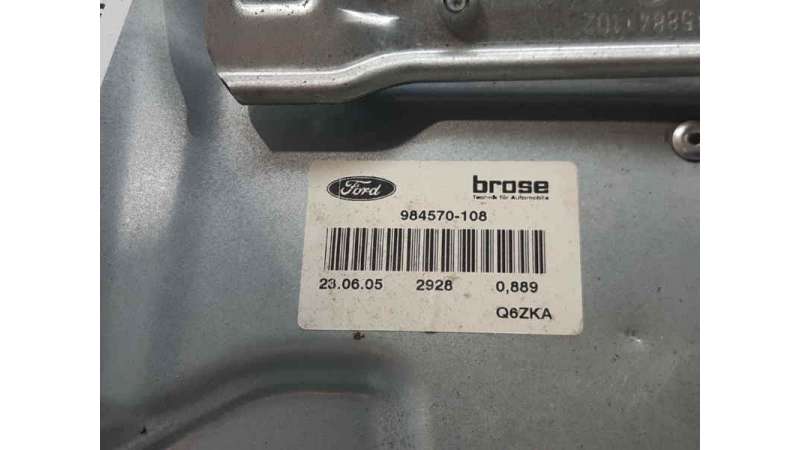 Ford brose
Technik für Automobile
984570-108
23.06.05 2928 0,889
Q6ZKA